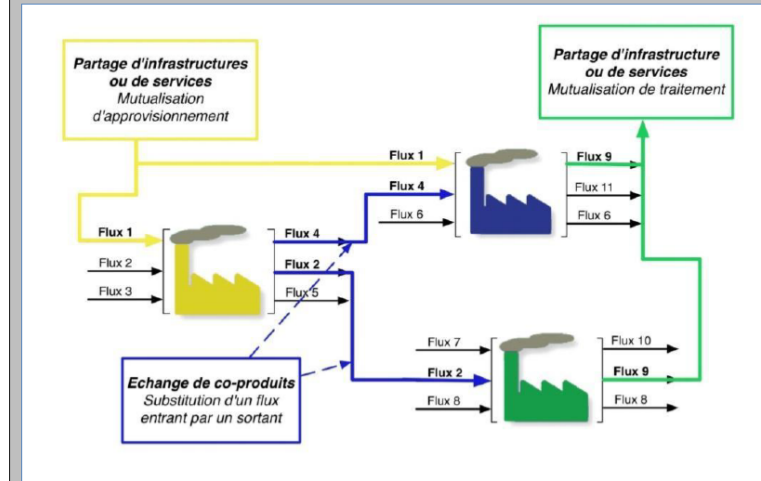 Partage d'infrastructures
ou de services
Mutualisation
d'approvisionnement
Partage d'infrastructure
ou de services
Mutualisation de traitement
Flux 1
Flux 4
Flux 6
Flux 9
Flux 11
Flux 6
Flux 1
Flux 2
Flux 3
Flux 4
Flux 2
Flux 5
Echange de co-produits
Substitution d'un flux
entrant par un sortant
Flux 7
Flux 2
Flux 8
Flux 10
Flux 9
Flux 8